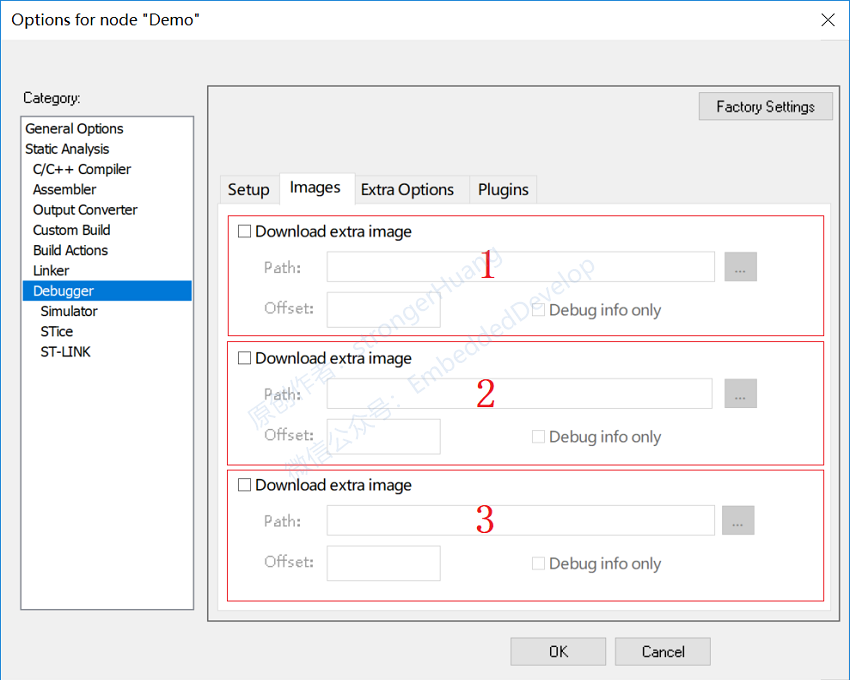 Options for node "Demo"
Category:
Factory Settings
General Options
Static Analysis
C/C++ Compiler
Assembler
Output Converter
Custom Build
Build Actions
Linker
Debugger
Simulator
STice
ST-LINK
Setup Images Extra Options Plugins
Download extra image
Path: 1 ...
Offset: Debug info only
Download extra image
Path: 2 ...
Offset: Debug info only
Download extra image
Path: 3 ...
Offset: Debug info only
原创作者：strongerHuang
微信公众号：EmbeddedDevelop
OK Cancel